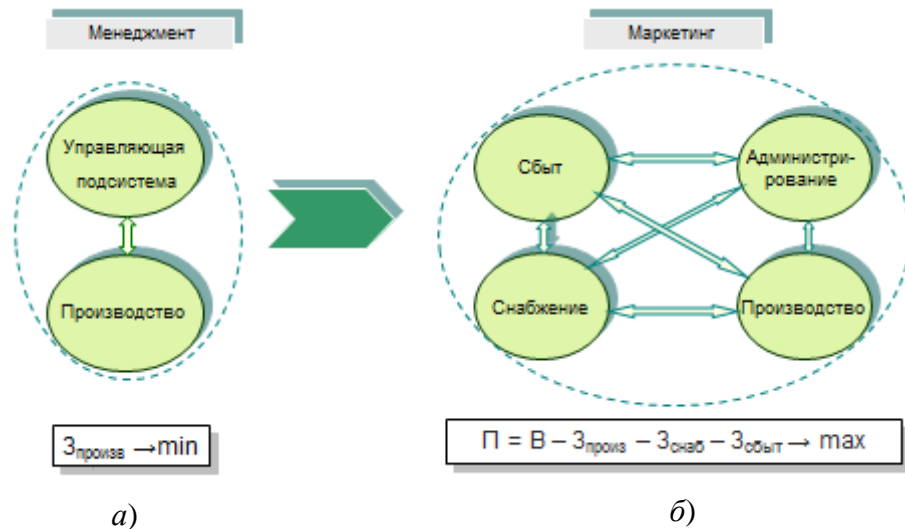 Менеджмент
Маркетинг
Управляющая
подсистема
Производство
Сбыт
Администри-
рование
Снабжение
Производство
Зпроизв →min
П = В – Зпроиз – Зснаб – Зсбыт → max
а)
б)